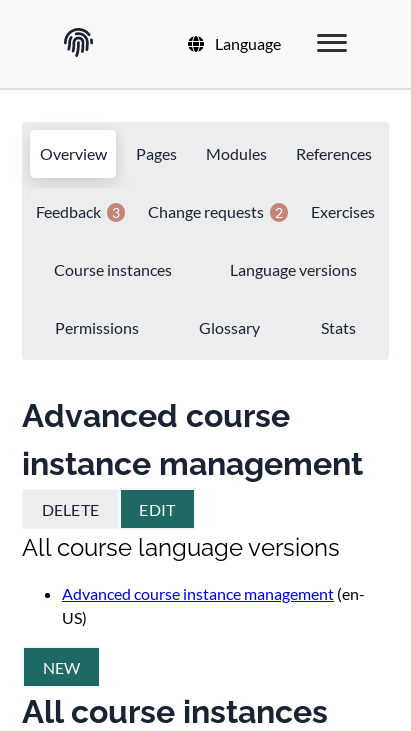 Language
Overview Pages Modules References
Feedback 3 Change requests 2 Exercises
Course instances Language versions
Permissions Glossary Stats
Advanced course
instance management
DELETE EDIT
All course language versions
Advanced course instance management (en-
US)
NEW
All course instances